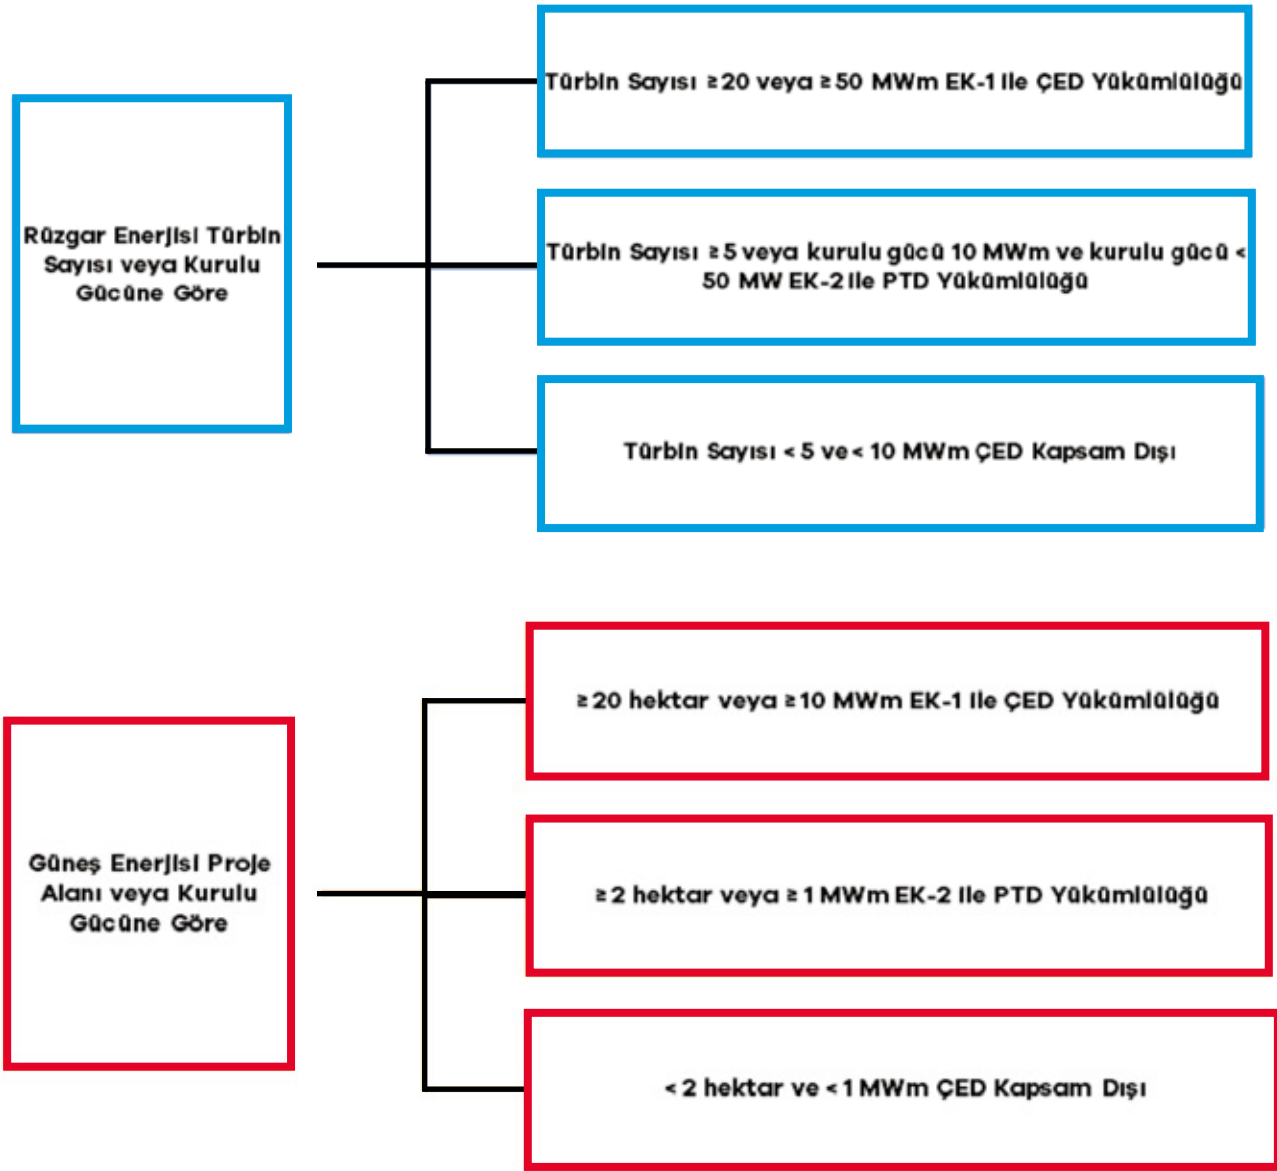 Türbin Sayısı ≥20 veya ≥50 MWm EK-1 ile ÇED Yükümlülüğü
Rüzgar Enerjisi Türbin
Sayısı veya Kurulu
Gücüne Göre
Türbin Sayısı ≥5 veya kurulu gücü 10 MWm ve kurulu gücü <
50 MW EK-2 ile PTD Yükümlülüğü
Türbin Sayısı < 5 ve < 10 MWm ÇED Kapsam Dışı
≥20 hektar veya ≥10 MWm EK-1 ile ÇED Yükümlülüğü
Güneş Enerjisi Proje
Alanı veya Kurulu
Gücüne Göre
≥2 hektar veya ≥1 MWm EK-2 ile PTD Yükümlülüğü
<2 hektar ve <1 MWm ÇED Kapsam Dışı